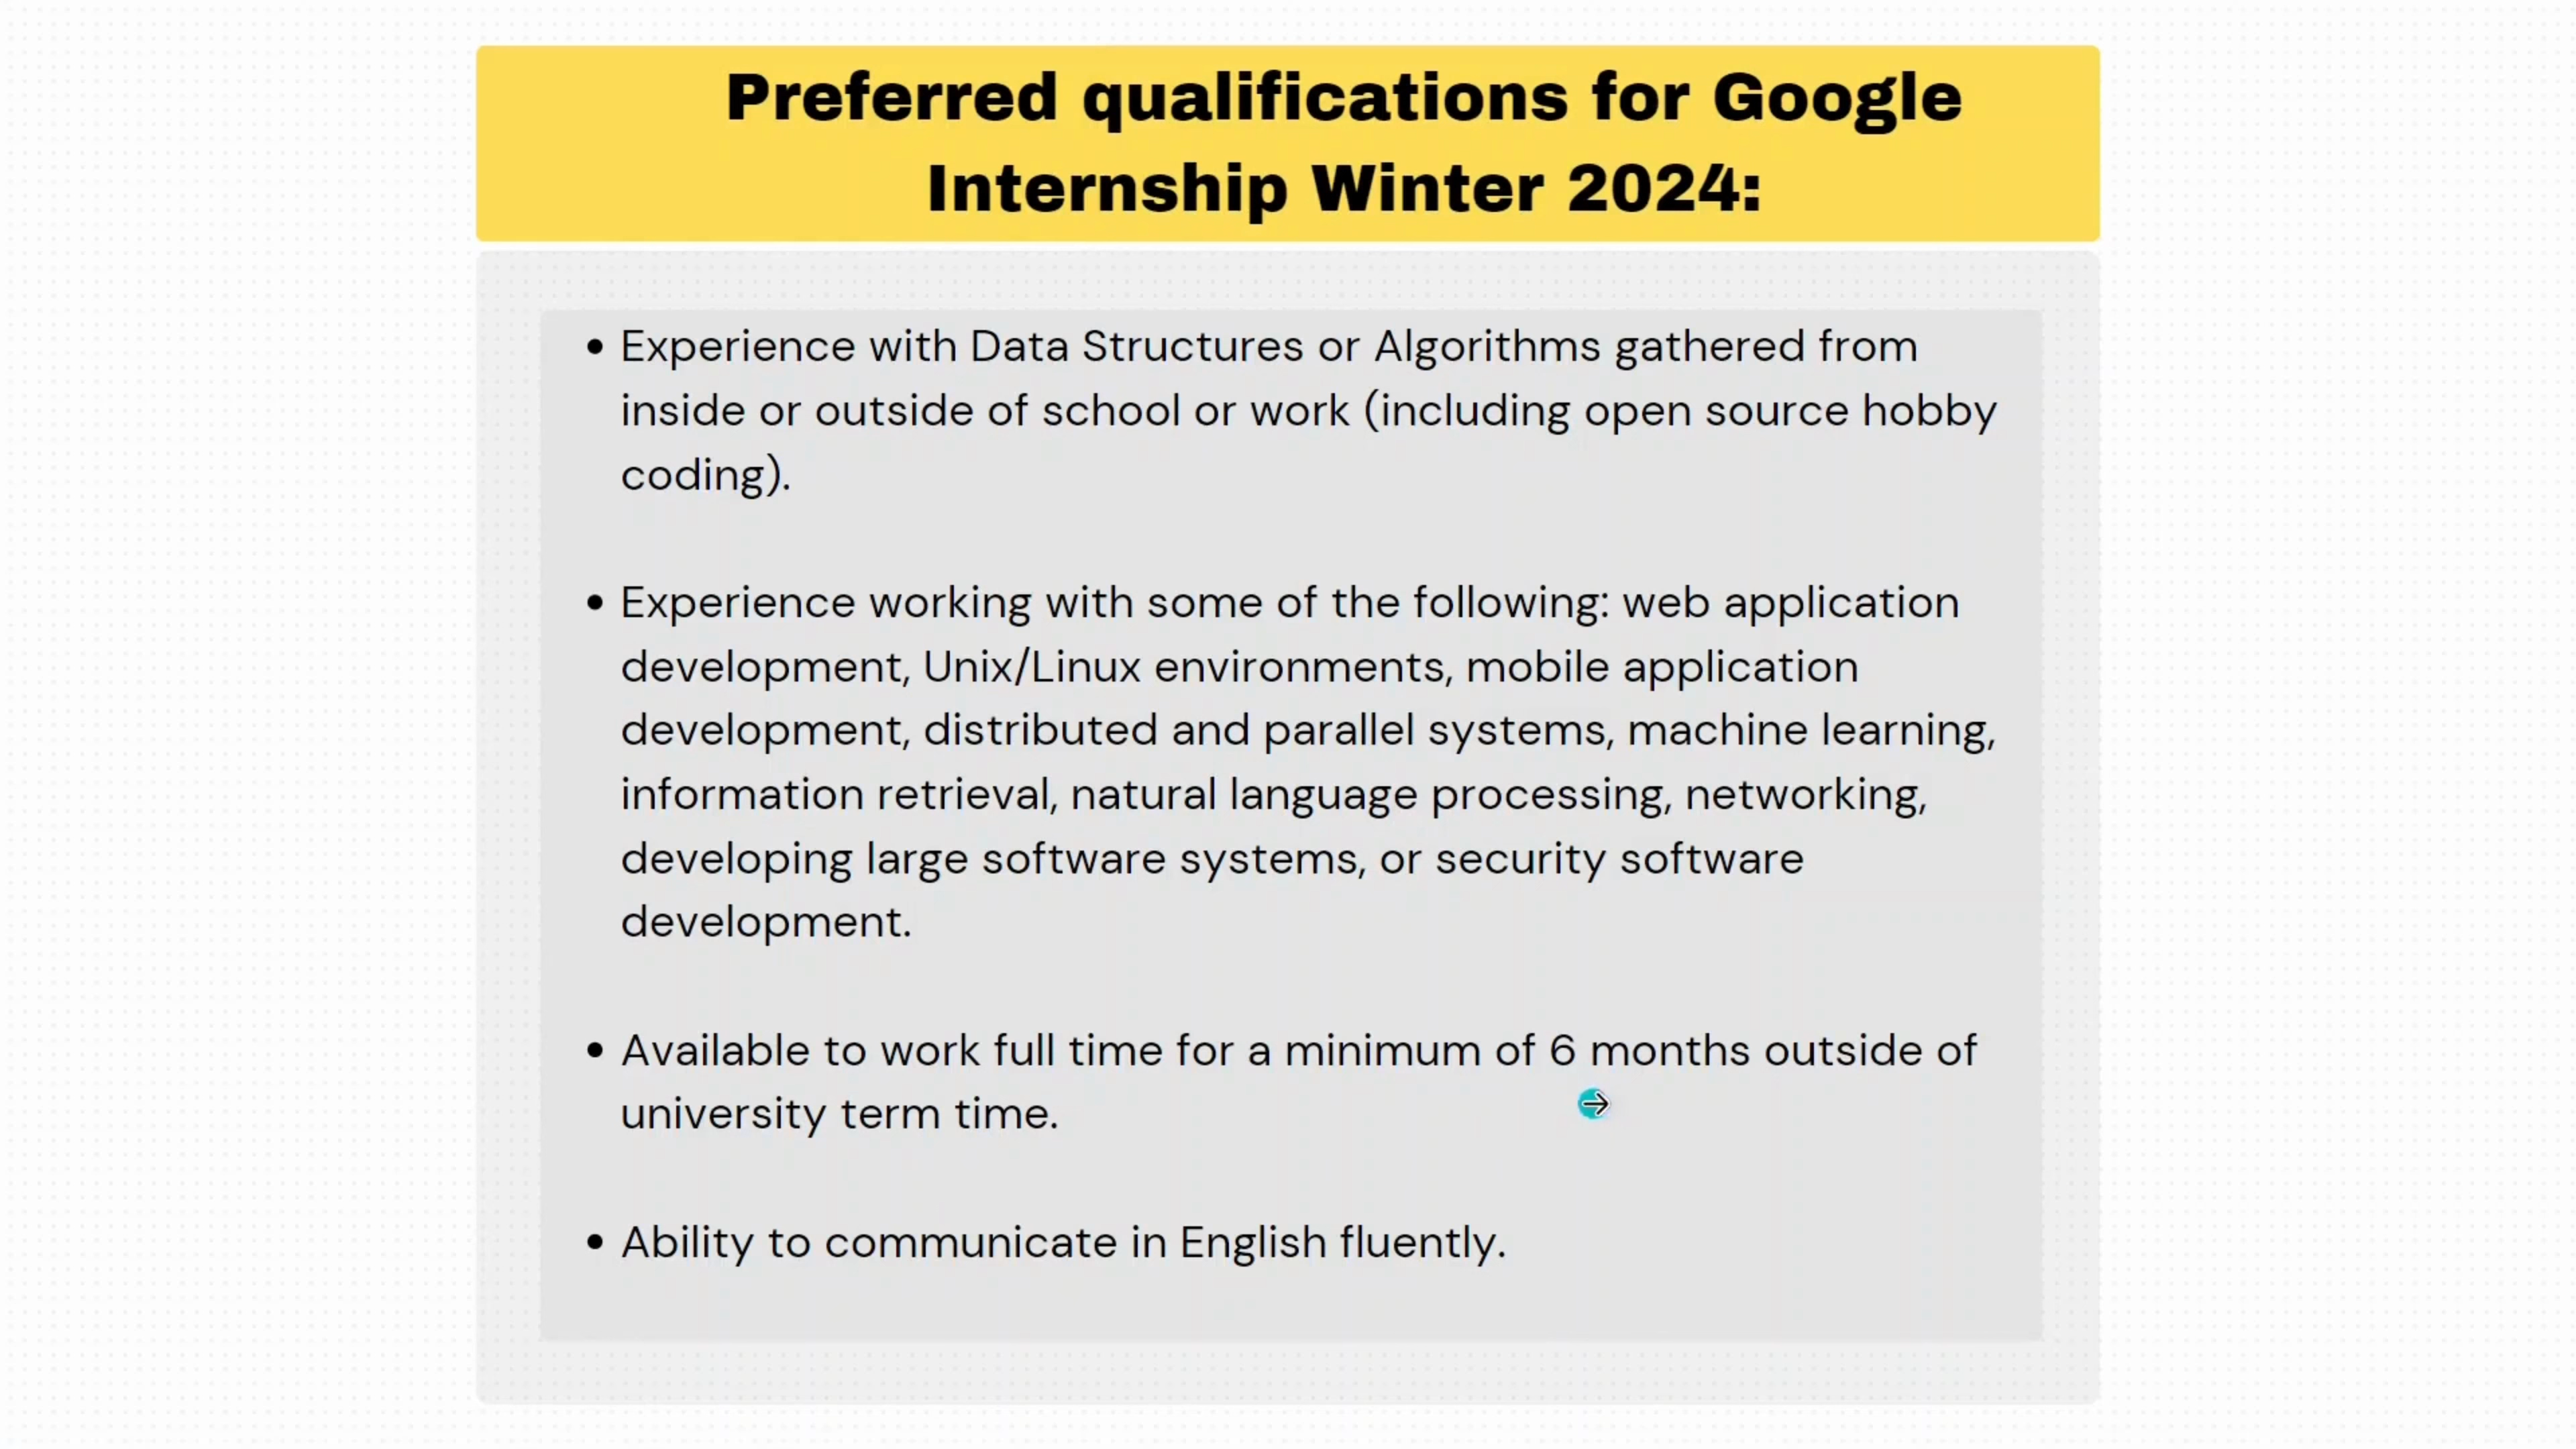 Preferred qualifications for Google
Internship Winter 2024:
• Experience with Data Structures or Algorithms gathered from
inside or outside of school or work (including open source hobby
coding).
• Experience working with some of the following: web application
development, Unix/Linux environments, mobile application
development, distributed and parallel systems, machine learning,
information retrieval, natural language processing, networking,
developing large software systems, or security software
development.
• Available to work full time for a minimum of 6 months outside of
university term time.
• Ability to communicate in English fluently.